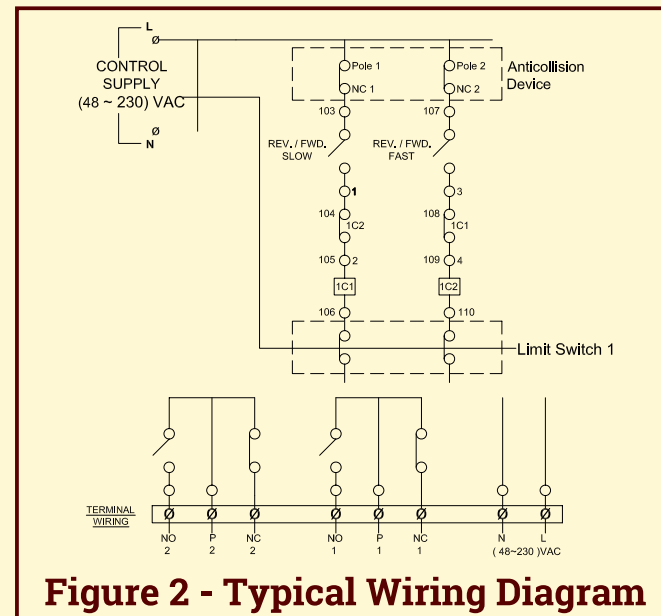 L
CONTROL
SUPPLY
(48 ~ 230) VAC
N
Pole 1
Pole 2
Anticollision
Device
NC 1
NC 2
103
107
REV. / FWD.
SLOW
REV. / FWD.
FAST
1
3
104
1C2
108
1C1
105
2
109
4
1C1
1C2
106
110
Limit Switch 1
TERMINAL
WIRING
NO
2
P
2
NC
2
NO
1
P
1
NC
1
N
L
( 48~230 )VAC
Figure 2 - Typical Wiring Diagram